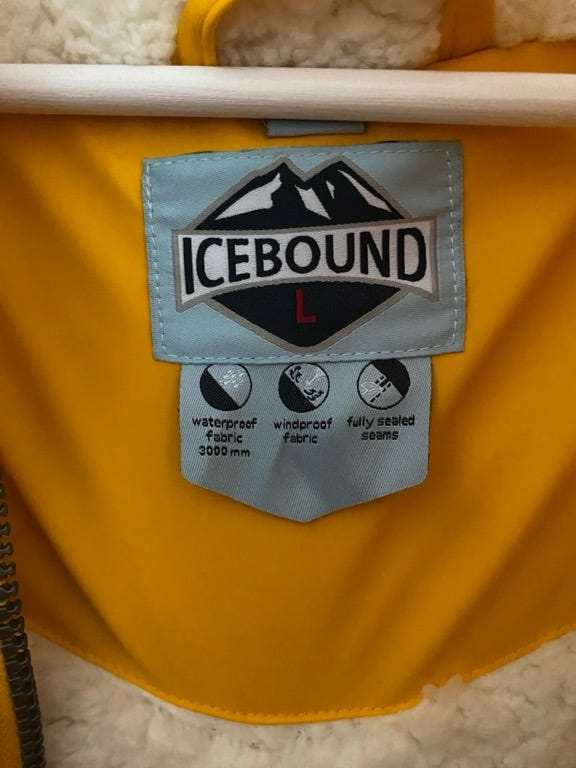 ICEBOUND
L
waterproof windproof fully sealed
fabric fabric seams
3000 mm